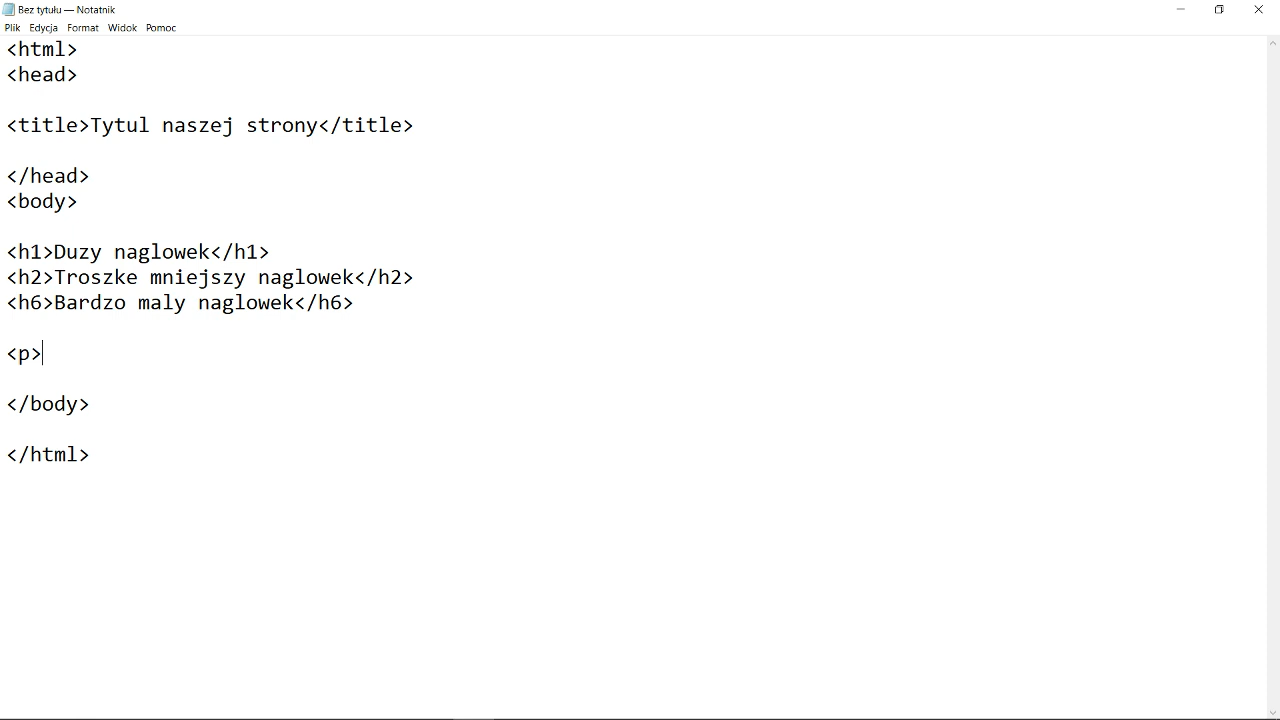 Bez tytułu — Notatnik
Plik Edycja Format Widok Pomoc
<html>
<head>
<title>Tytul naszej strony</title>
</head>
<body>
<h1>Duzy naglowek</h1>
<h2>Troszke mniejszy naglowek</h2>
<h6>Bardzo maly naglowek</h6>
<p>
</body>
</html>